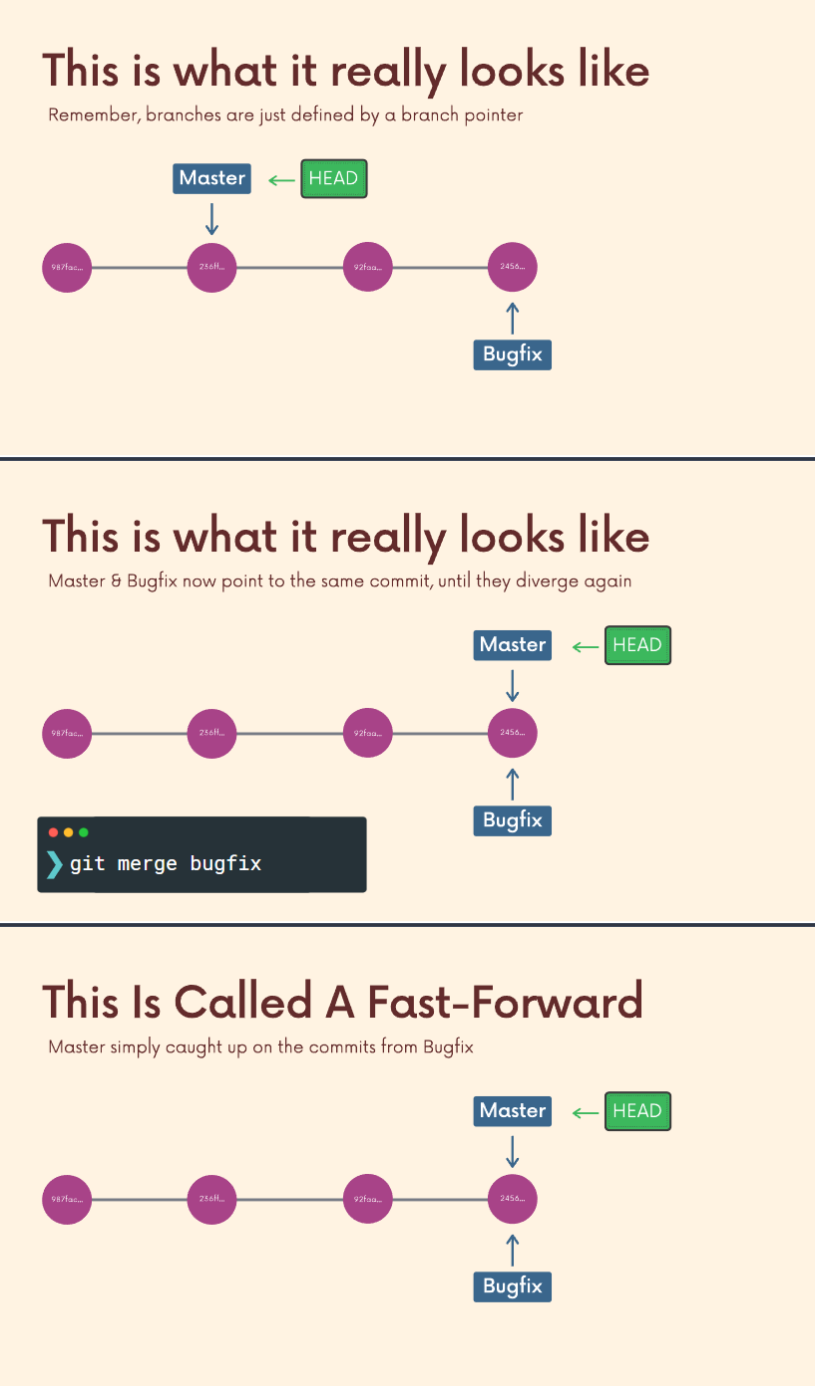 This is what it really looks like
Remember, branches are just defined by a branch pointer
Master
HEAD
987fac...
236ff...
92faa...
2456...
Bugfix
This is what it really looks like
Master & Bugfix now point to the same commit, until they diverge again
Master
HEAD
987fac...
236ff...
92faa...
2456...
Bugfix
❯ git merge bugfix
This Is Called A Fast-Forward
Master simply caught up on the commits from Bugfix
Master
HEAD
987fac...
236ff...
92faa...
2456...
Bugfix